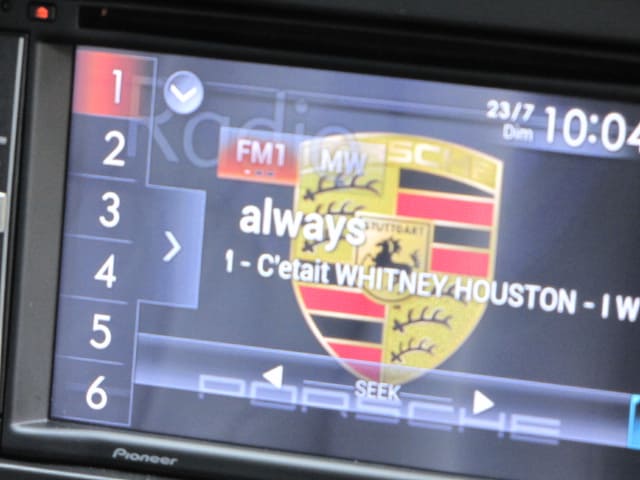 1
2
3
4
5
6
Radio
23/7
Dim
10:04
FM1
MW
STUTTGART
always
1 - C'etait WHITNEY HOUSTON - I W
SEEK
PORSCHE
Pioneer